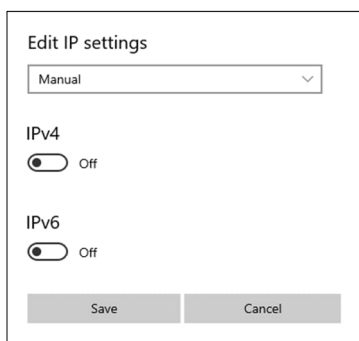 Edit IP settings
Manual
IPv4
Off
IPv6
Off
Save Cancel